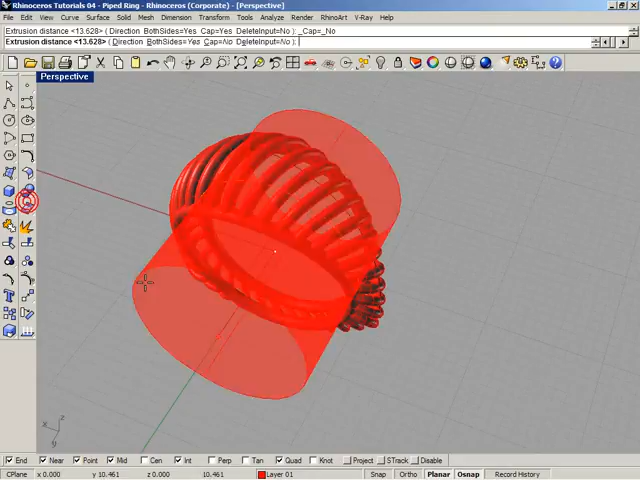 Rhinoceros Tutorials 04 - Piped Ring - Rhinoceros (Corporate) - [Perspective]
File Edit View Curve Surface Solid Mesh Dimension Transform Tools Analyze Render RhinoArt V-Ray Help
Extrusion distance <13.628> ( Direction BothSides=Yes Cap=Yes DeleteInput=No ): _Cap=_No
Extrusion distance <13.628> ( Direction BothSides=Yes Cap=No DeleteInput=No ):
Perspective
z
x
y
End Near Point Mid Cen Int Perp Tan Quad Knot Project STrack Disable
CPlane x 0.000 y 10.461 z 0.000 10.461 Layer 01 Snap Ortho Planar Osnap Record History